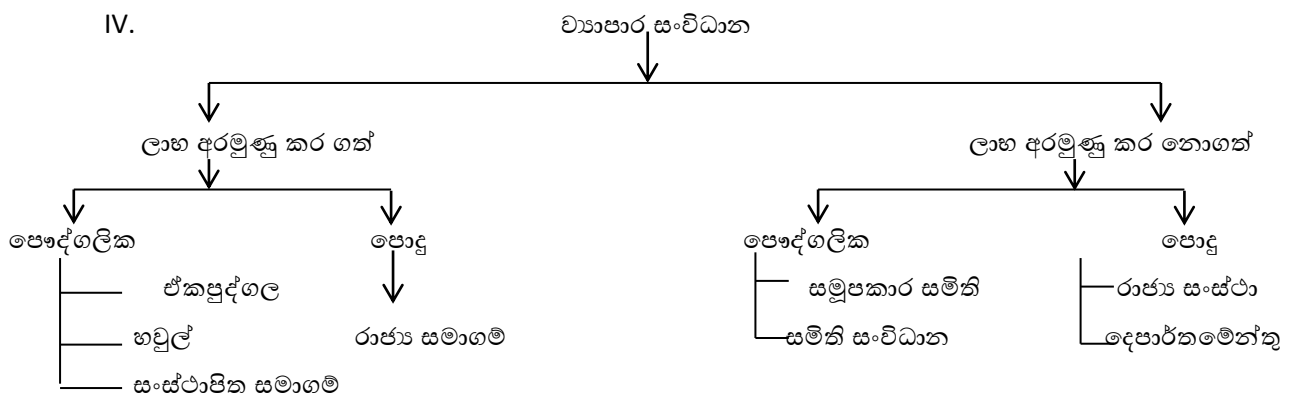 IV. ව්‍යාපාර සංවිධාන
ලාභ අරමුණු කර ගත් ලාභ අරමුණු කර නොගත්
පෞද්ගලික පොදු පෞද්ගලික පොදු
ඒකපුද්ගල සමූපකාර සමිති රාජ්‍ය සංස්ථා
හවුල් රාජ්‍ය සමාගම් සමිති සංවිධාන දෙපාර්තමේන්තු
සංස්ථාපිත සමාගම්